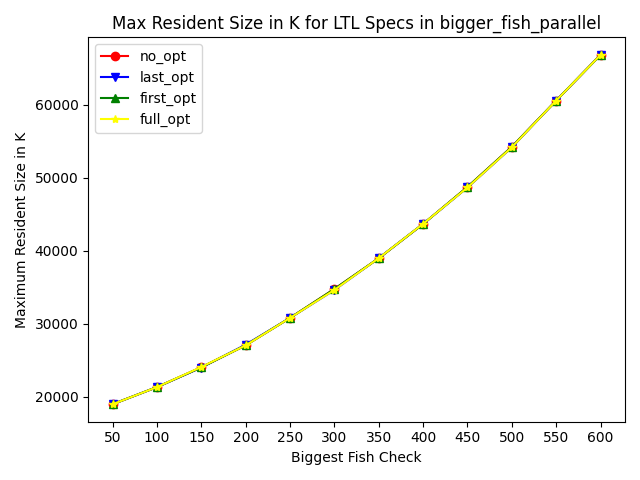 Max Resident Size in K for LTL Specs in bigger_fish_parallel
no_opt
last_opt
first_opt
full_opt
Maximum Resident Size in K
60000
50000
40000
30000
20000
50 100 150 200 250 300 350 400 450 500 550 600
Biggest Fish Check